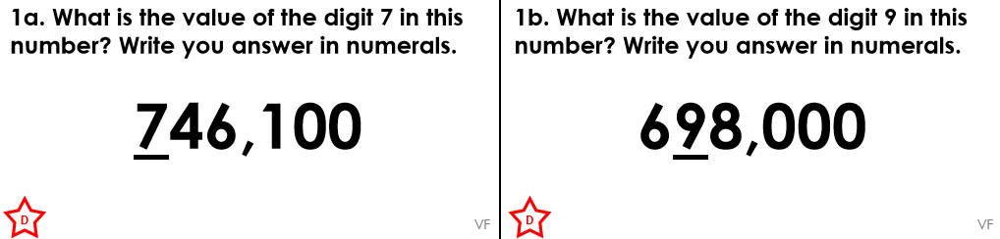 1a. What is the value of the digit 7 in this
number? Write you answer in numerals.
746,100
D
VF
1b. What is the value of the digit 9 in this
number? Write you answer in numerals.
698,000
D
VF